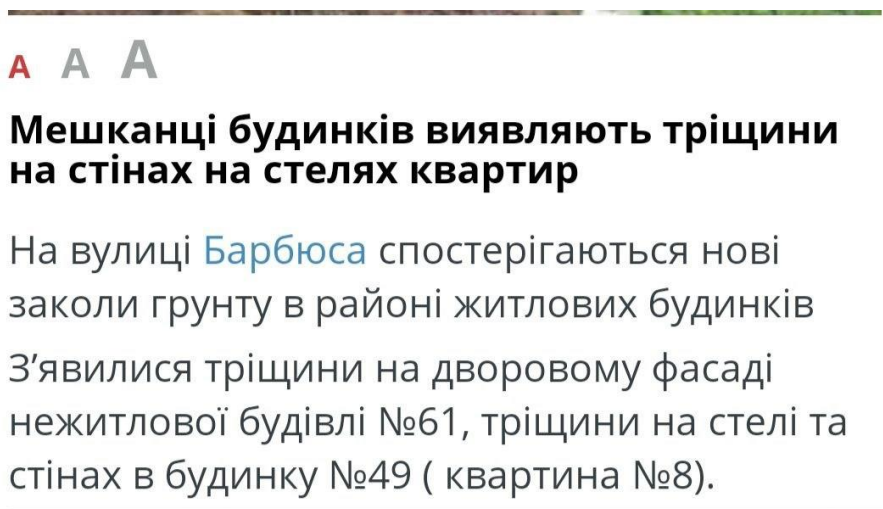 А А А
Мешканці будинків виявляють тріщини
на стінах на стелях квартир
На вулиці Барбюса спостерігаються нові
заколи грунту в районі житлових будинків
З’явилися тріщини на дворовому фасаді
нежитлової будівлі №61, тріщини на стелі та
стінах в будинку №49 ( квартина №8).